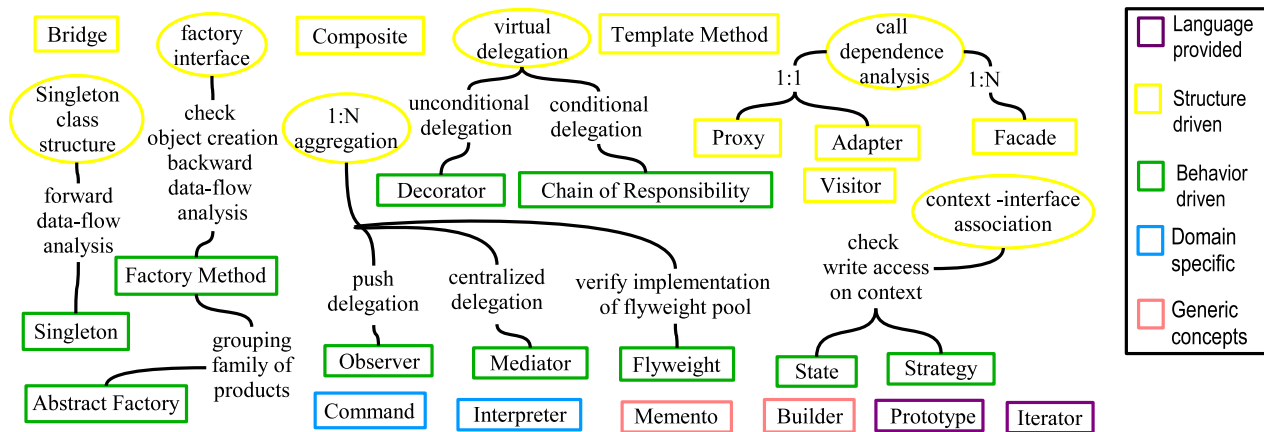 Bridge
factory
interface
Composite
virtual
delegation
Template Method
call
dependence
analysis
1:1
1:N
Proxy
Adapter
Facade
Visitor
Singleton
class
structure
check
object creation
backward
data-flow
analysis
1:N
aggregation
unconditional
delegation
conditional
delegation
Decorator
Chain of Responsibility
context -interface
association
forward
data-flow
analysis
Factory Method
Singleton
grouping
family of
products
Abstract Factory
push
delegation
centralized
delegation
verify implementation
of flyweight pool
check
write access
on context
Observer
Mediator
Flyweight
State
Strategy
Command
Interpreter
Memento
Builder
Prototype
Iterator
Language
provided
Structure
driven
Behavior
driven
Domain
specific
Generic
concepts